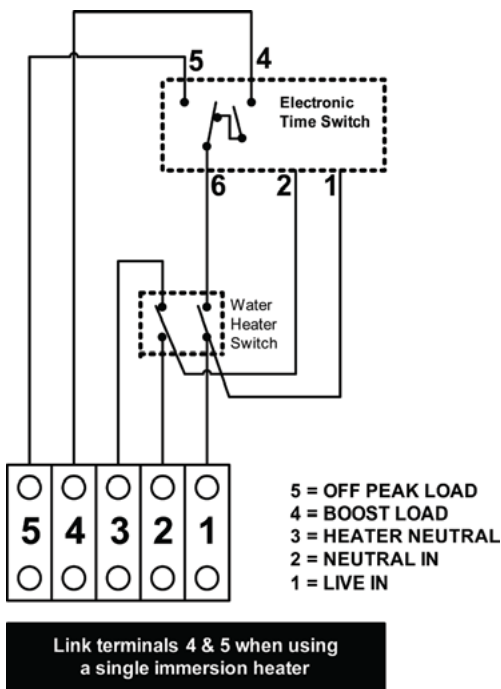 5
4
Electronic
Time Switch
6
2
1
Water
Heater
Switch
5 4 3 2 1
5 = OFF PEAK LOAD
4 = BOOST LOAD
3 = HEATER NEUTRAL
2 = NEUTRAL IN
1 = LIVE IN
Link terminals 4 & 5 when using
a single immersion heater